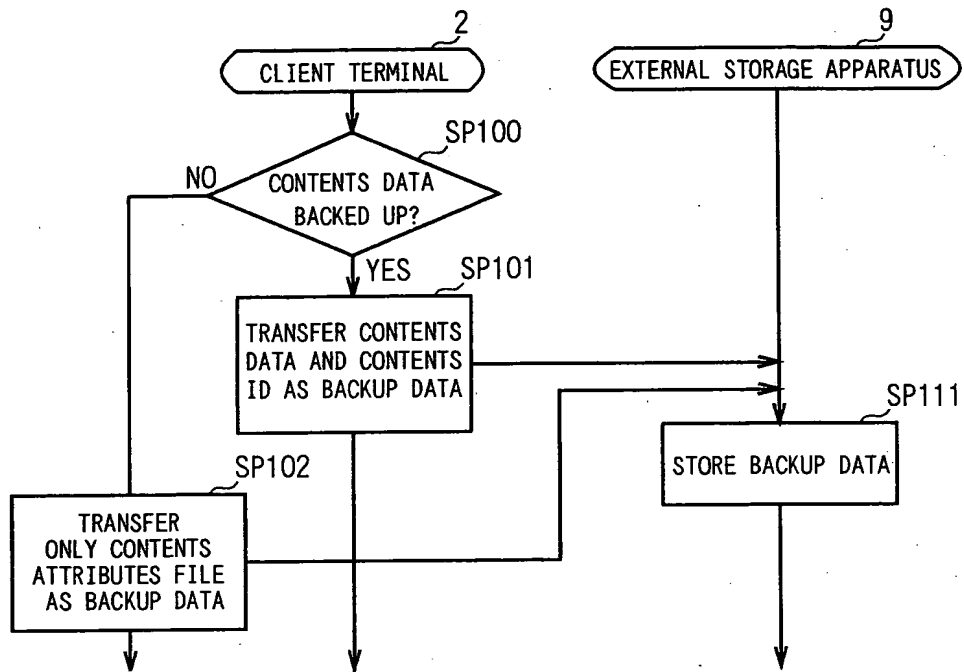 2
CLIENT TERMINAL
9
EXTERNAL STORAGE APPARATUS
SP100
CONTENTS DATA
BACKED UP?
NO
YES
SP101
TRANSFER CONTENTS
DATA AND CONTENTS
ID AS BACKUP DATA
SP111
STORE BACKUP DATA
SP102
TRANSFER
ONLY CONTENTS
ATTRIBUTES FILE
AS BACKUP DATA